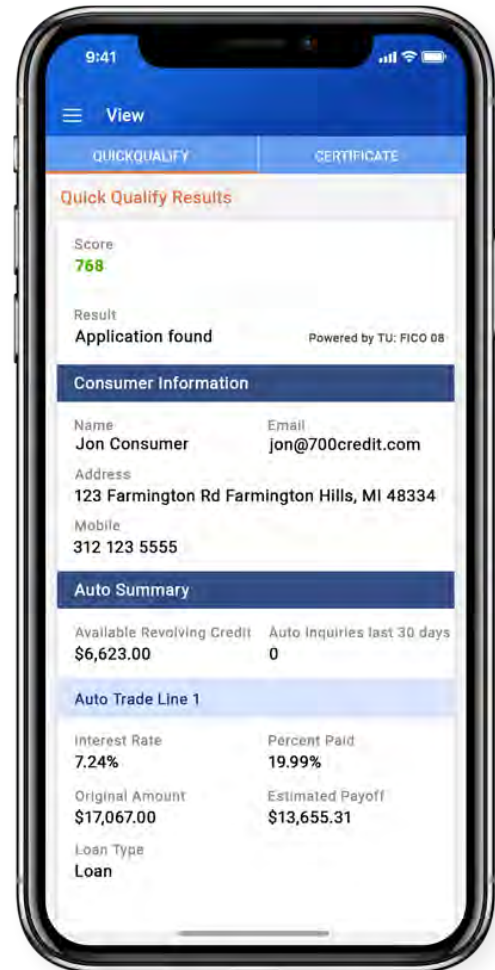 9:41
View
QUICKQUALIFY CERTIFICATE
Quick Qualify Results
Score
768
Result
Application found Powered by TU: FICO 08
Consumer Information
Name Email
Jon Consumer jon@700credit.com
Address
123 Farmington Rd Farmington Hills, MI 48334
Mobile
312 123 5555
Auto Summary
Available Revolving Credit Auto Inquiries last 30 days
$6,623.00 0
Auto Trade Line 1
Interest Rate Percent Paid
7.24% 19.99%
Original Amount Estimated Payoff
$17,067.00 $13,655.31
Loan Type
Loan